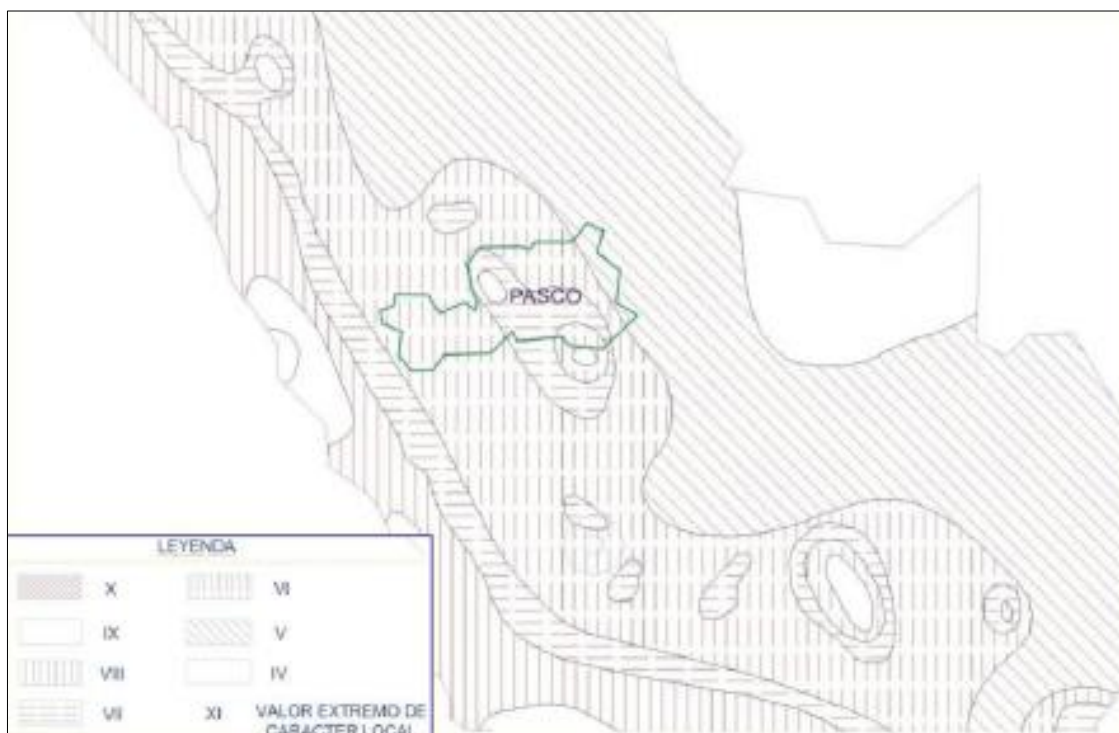 PASCO
LEYENDA
X VI
IX V
VIII IV
VII XI VALOR EXTREMO DE
CARACTER LOCAL